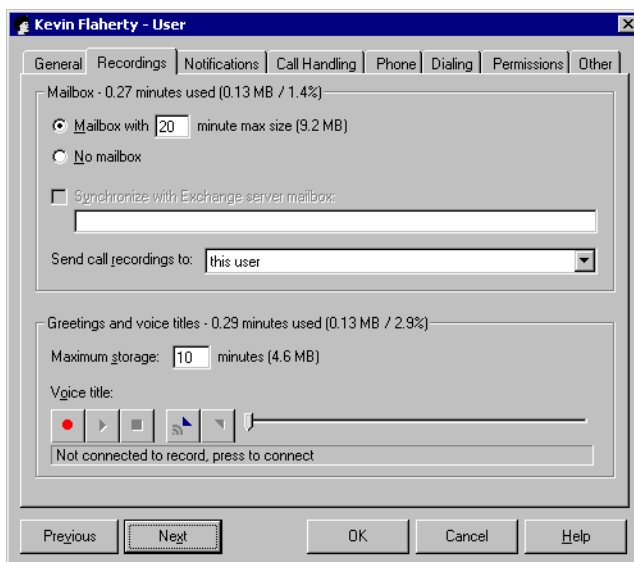 Kevin Flaherty - User
General Recordings Notifications Call Handling Phone Dialing Permissions Other
Mailbox - 0.27 minutes used (0.13 MB / 1.4%)
Mailbox with 20 minute max size (9.2 MB)
No mailbox
Synchronize with Exchange server mailbox:
Send call recordings to: this user
Greetings and voice titles - 0.29 minutes used (0.13 MB / 2.9%)
Maximum storage: 10 minutes (4.6 MB)
Voice title:
Not connected to record, press to connect
Previous Next OK Cancel Help